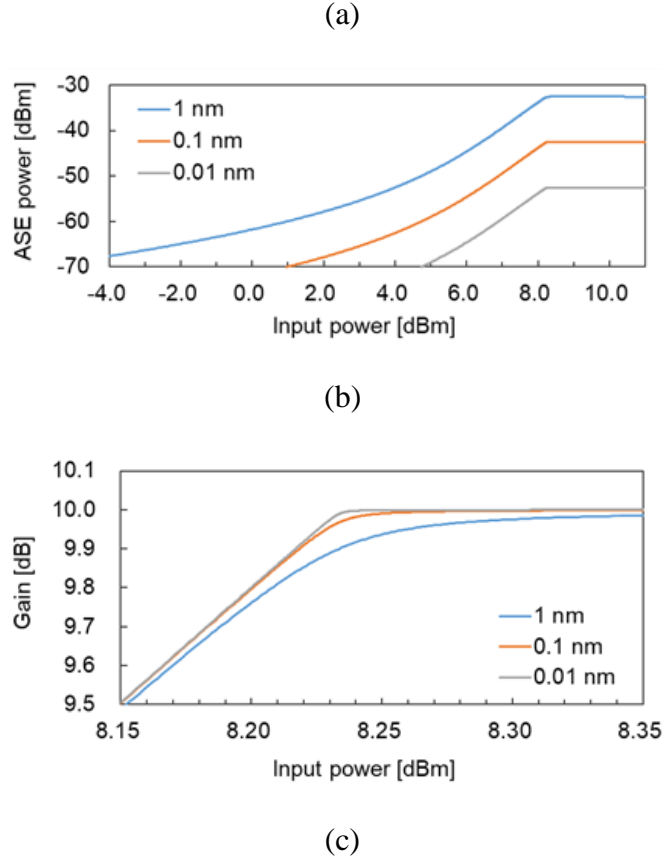 (a)
-30
-40
-50
-60
-70
ASE power [dBm]
1 nm
0.1 nm
0.01 nm
-4.0 -2.0 0.0 2.0 4.0 6.0 8.0 10.0
Input power [dBm]
(b)
10.1
10.0
9.9
9.8
9.7
9.6
9.5
Gain [dB]
1 nm
0.1 nm
0.01 nm
8.15 8.20 8.25 8.30 8.35
Input power [dBm]
(c)